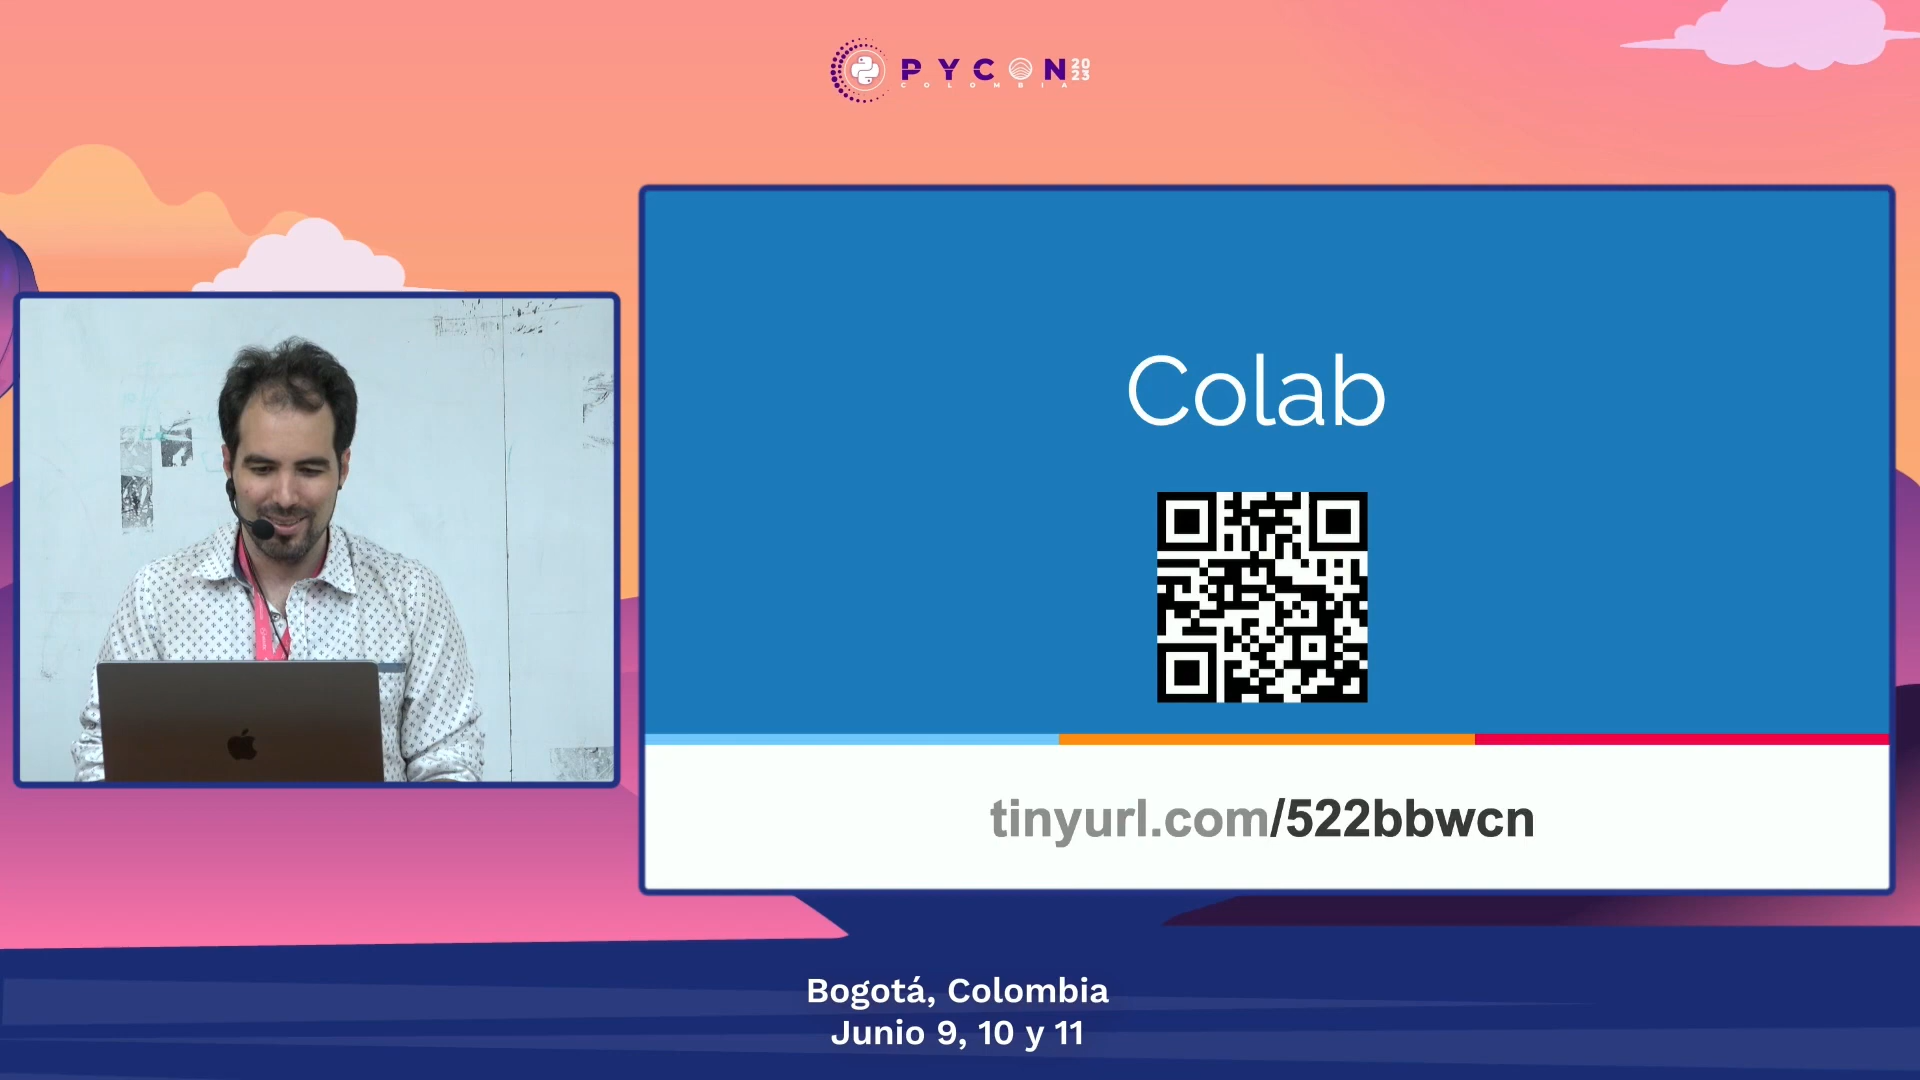 PYCON 2023
COLOMBIA
Colab
tinyurl.com/522bbwcn
Bogotá, Colombia
Junio 9, 10 y 11